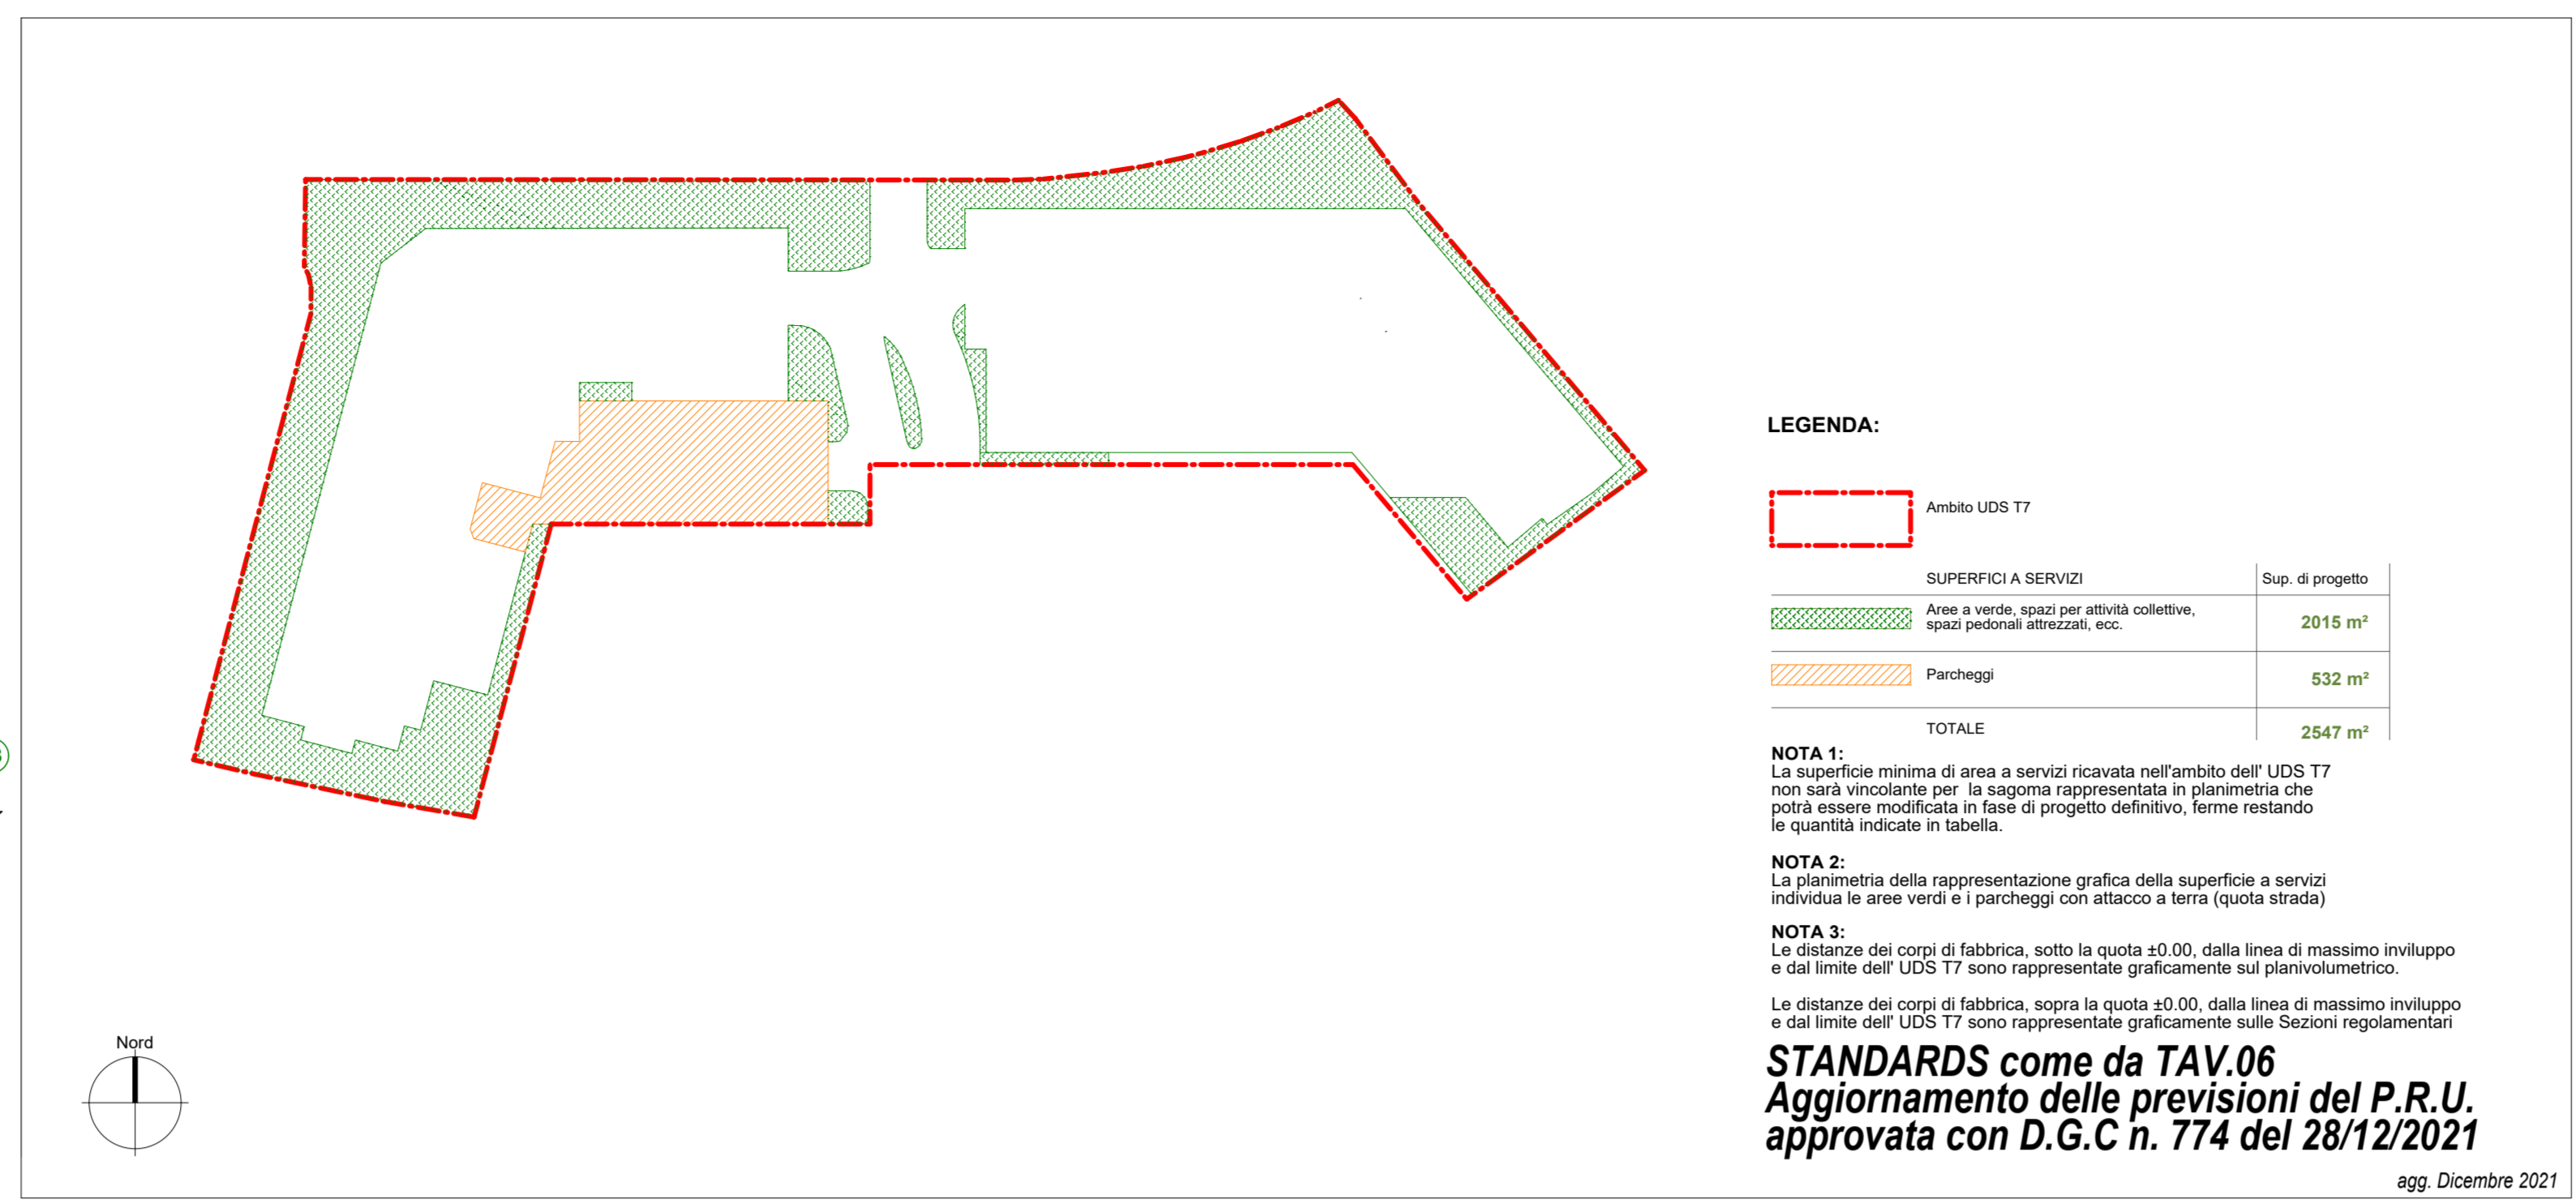 LEGENDA:
Ambito UDS T7
SUPERFICI A SERVIZI Sup. di progetto
Aree a verde, spazi per attività collettive,
spazi pedonali attrezzati, ecc.
2015 m²
Parcheggi 532 m²
TOTALE 2547 m²
NOTA 1:
La superficie minima di area a servizi ricavata nell'ambito dell' UDS T7
non sarà vincolante per la sagoma rappresentata in planimetria che
potrà essere modificata in fase di progetto definitivo, ferme restando
le quantità indicate in tabella.
NOTA 2:
La planimetria della rappresentazione grafica della superficie a servizi
individua le aree verdi e i parcheggi con attacco a terra (quota strada)
NOTA 3:
Le distanze dei corpi di fabbrica, sotto la quota ±0.00, dalla linea di massimo inviluppo
e dal limite dell' UDS T7 sono rappresentate graficamente sul planivolumetrico.
Le distanze dei corpi di fabbrica, sopra la quota ±0.00, dalla linea di massimo inviluppo
e dal limite dell' UDS T7 sono rappresentate graficamente sulle Sezioni regolamentari
Nord
STANDARDS come da TAV.06
Aggiornamento delle previsioni del P.R.U.
approvata con D.G.C n. 774 del 28/12/2021
agg. Dicembre 2021